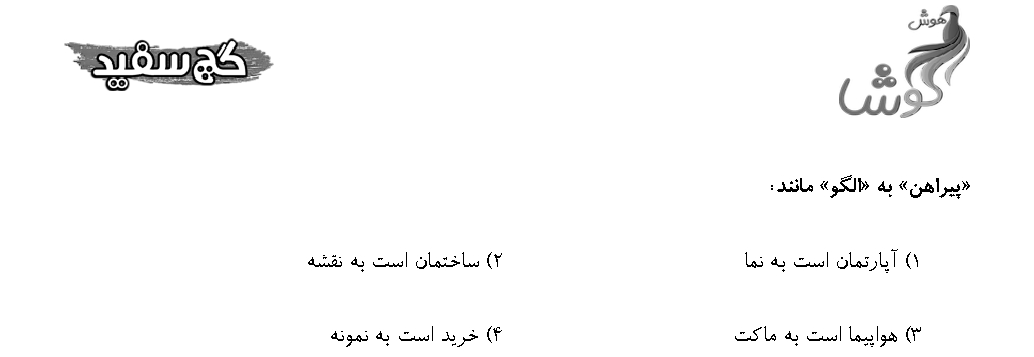 هوش
گوشا
گچ سفید
«پیراهن» به «الگو» مانند:
۱) آپارتمان است به نما
۲) ساختمان است به نقشه
۳) هواپیما است به ماکت
۴) خرید است به نمونه